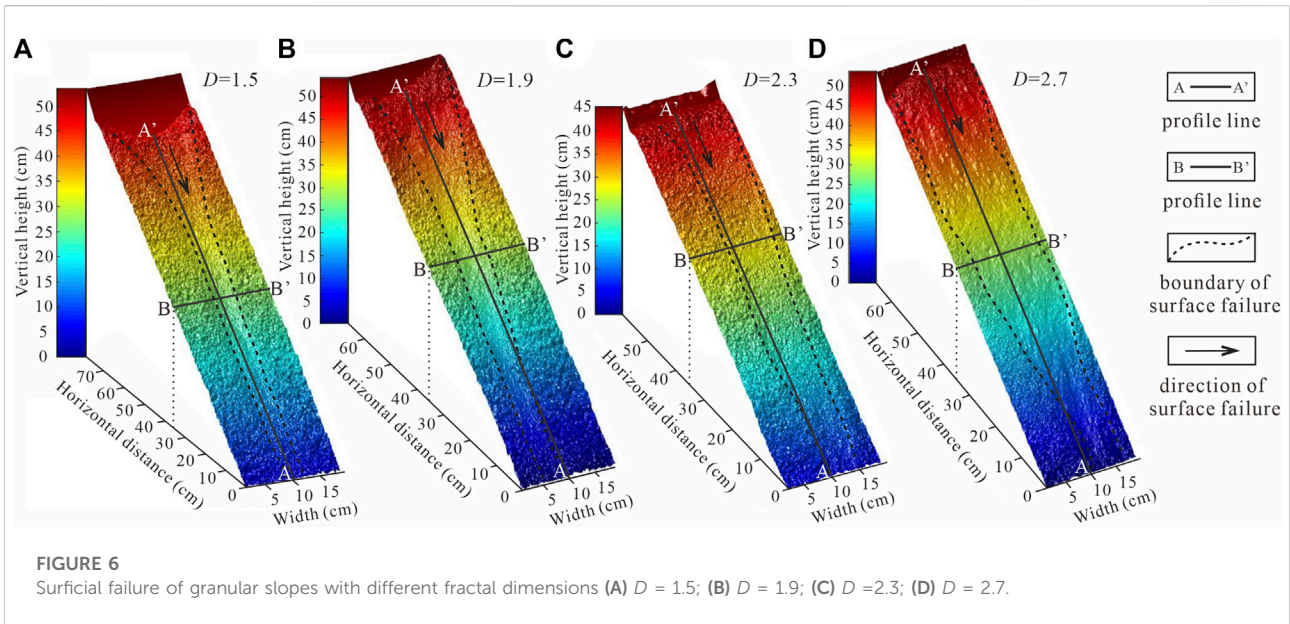 A
D=1.5
Vertical height (cm)
50
45
40
35
30
25
20
15
10
5
0
A'
B
B'
A
70
60
50
40
30
20
10
0
Horizontal distance (cm)
5
10
15
Width (cm)
B
D=1.9
Vertical height (cm)
50
45
40
35
30
25
20
15
10
5
0
A'
B
B'
A
60
50
40
30
20
10
0
Horizontal distance (cm)
5
10
15
Width (cm)
C
D=2.3
Vertical height (cm)
45
40
35
30
25
20
15
10
5
0
A'
B
B'
A
50
40
30
20
10
0
Horizontal distance (cm)
5
10
15
Width (cm)
D
D=2.7
Vertical height (cm)
50
45
40
35
30
25
20
15
10
5
0
A'
B
B'
A
60
50
40
30
20
10
0
Horizontal distance (cm)
5
10
15
Width (cm)
A A'
profile line
B B'
profile line
boundary of
surface failure
direction of
surface failure
FIGURE 6
Surficial failure of granular slopes with different fractal dimensions (A) D = 1.5; (B) D = 1.9; (C) D =2.3; (D) D = 2.7.